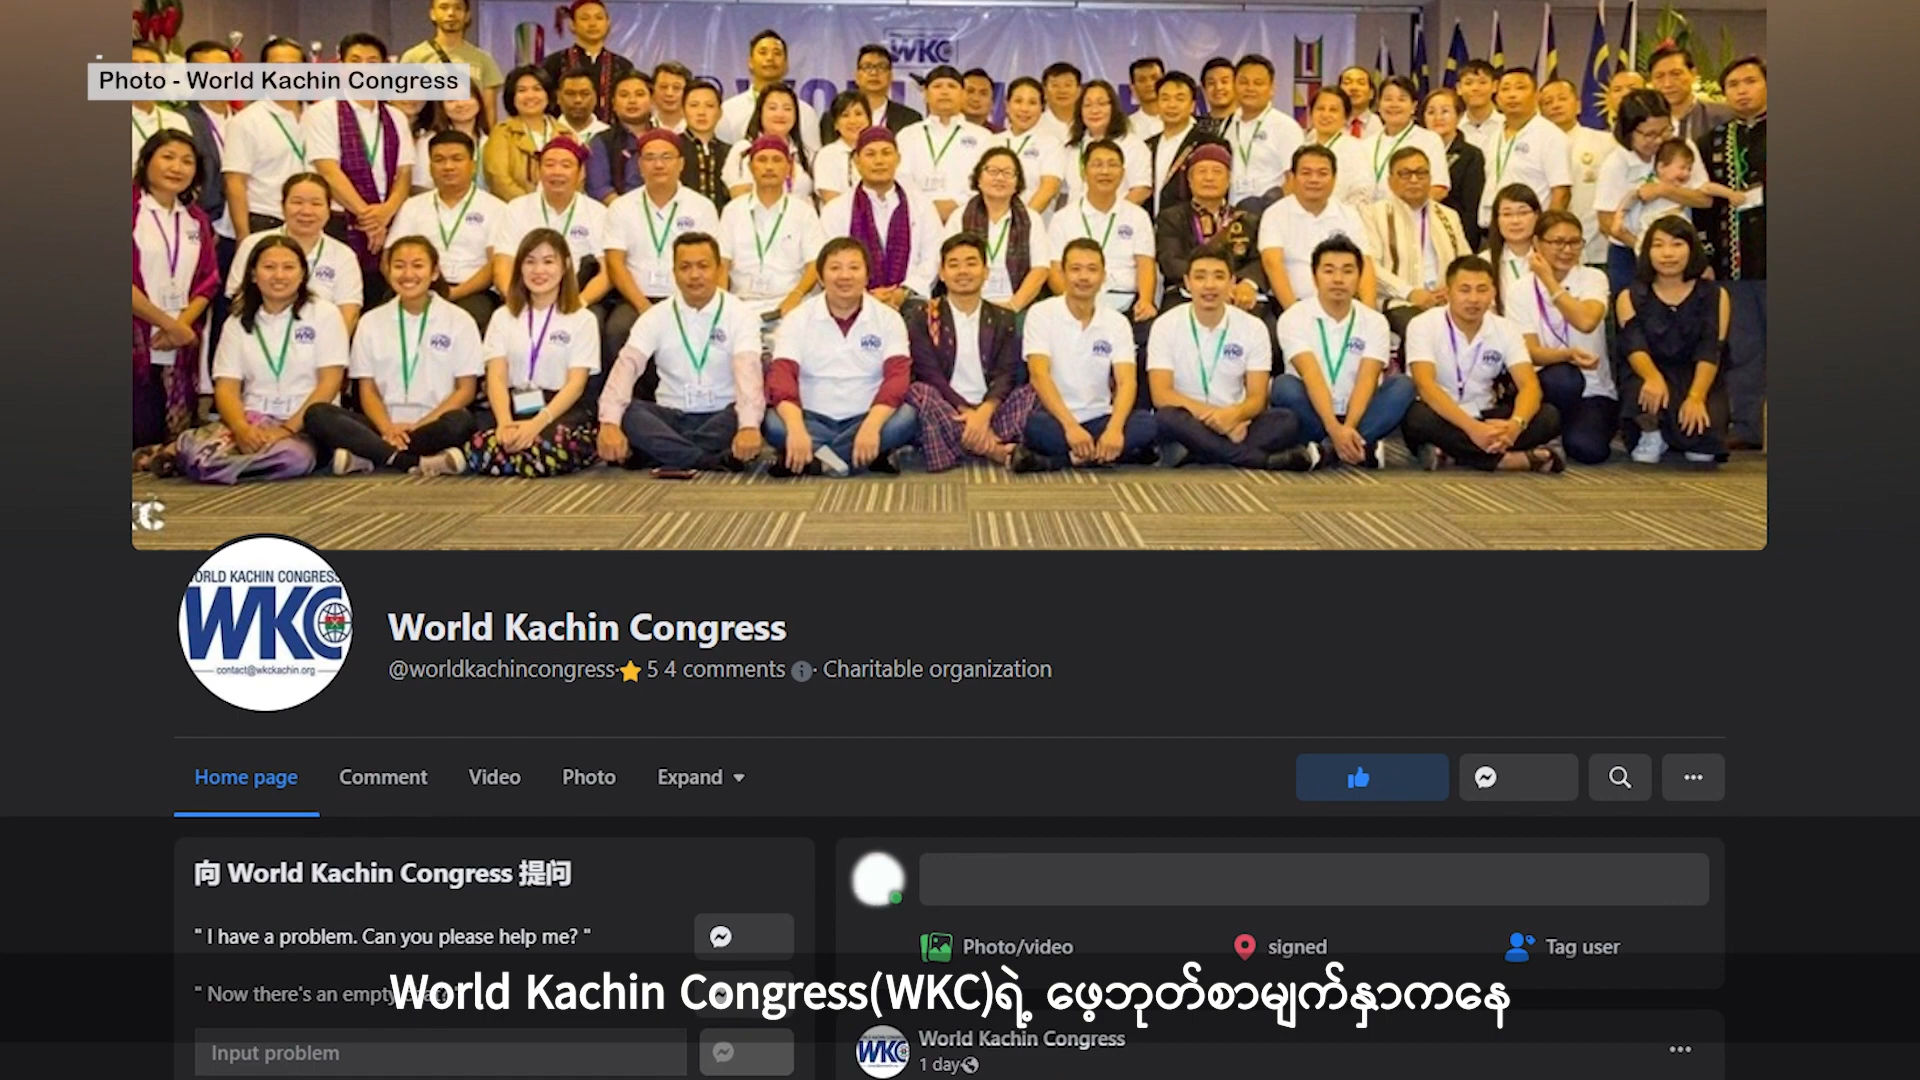 WKC
Photo - World Kachin Congress
WORLD KACHIN CONGRESS
WKC
contact@wkckachin.org
World Kachin Congress
@worldkachincongress · 5 4 comments · Charitable organization
Home page
Comment
Video
Photo
Expand
向 World Kachin Congress 提问
" I have a problem. Can you please help me? "
" Now there's an empty
Photo/video
signed
Tag user
World Kachin Congress(WKC)ရဲ့ ဖေ့ဘုတ်စာမျက်နှာကနေ
Input problem
WKC
World Kachin Congress
1 day